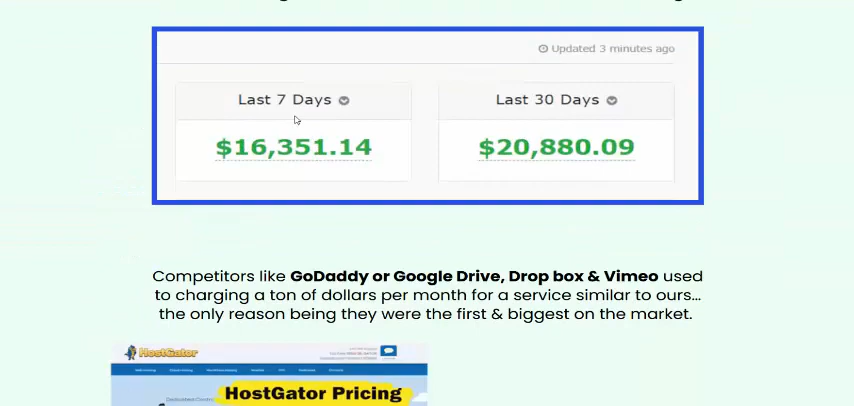 Updated 3 minutes ago
Last 7 Days
Last 30 Days
$16,351.14
$20,880.09
Competitors like GoDaddy or Google Drive, Drop box & Vimeo used
to charging a ton of dollars per month for a service similar to ours...
the only reason being they were the first & biggest on the market.
HostGator
HostGator Pricing